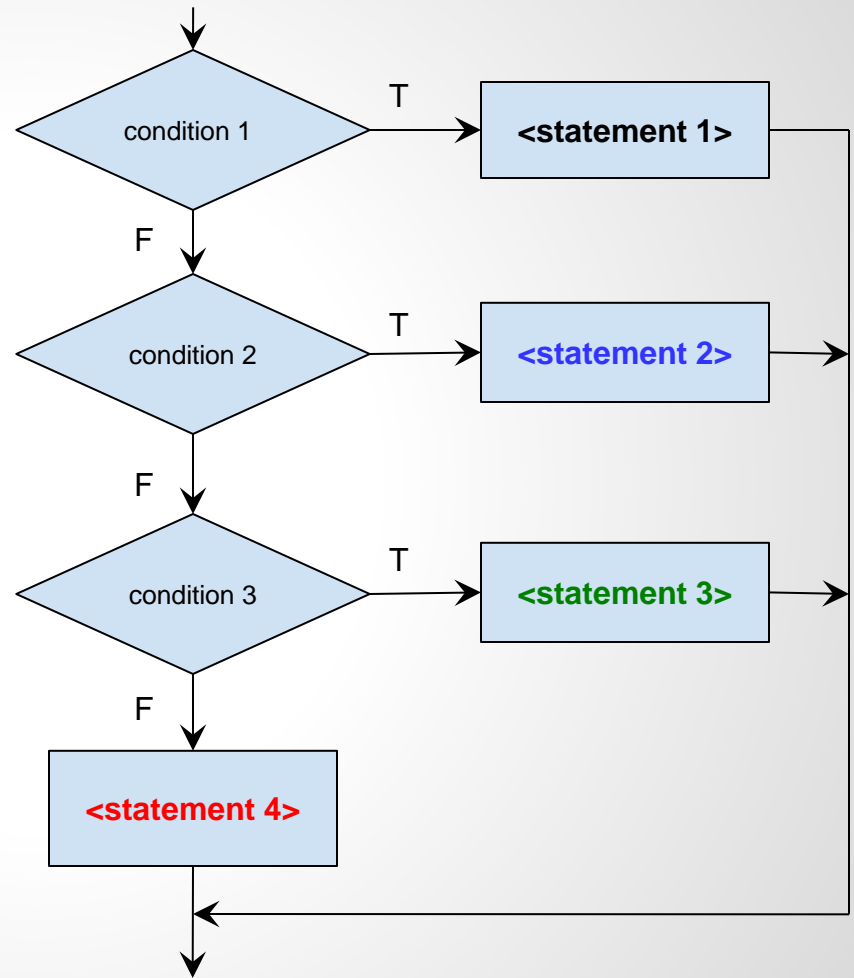 T
condition 1
<statement 1>
F
T
condition 2
<statement 2>
F
T
condition 3
<statement 3>
F
<statement 4>